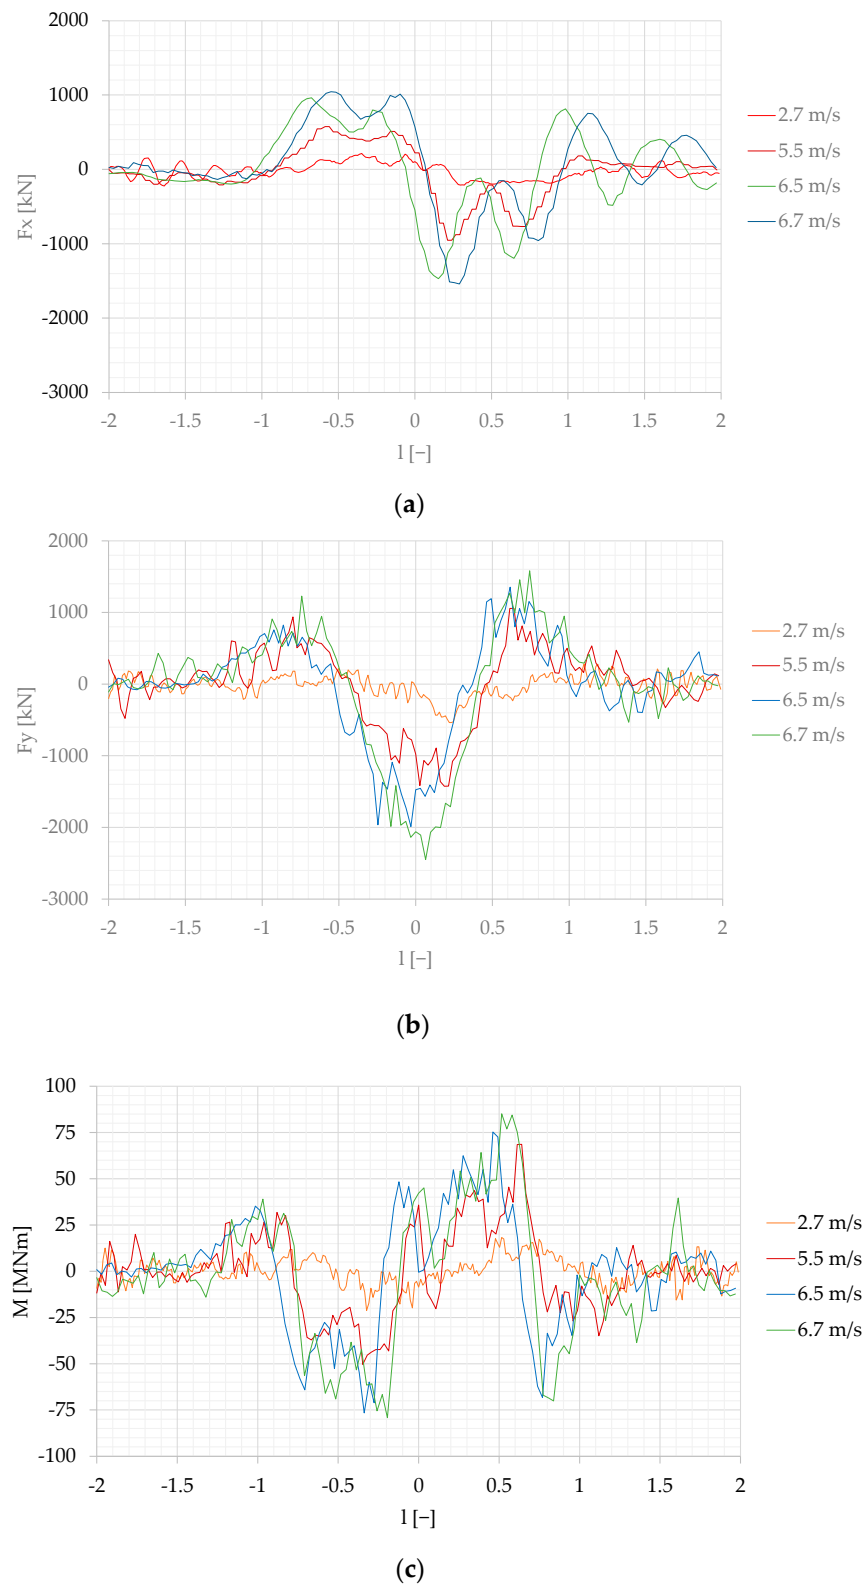 2000
1000
0
-1000
-2000
-3000
Fx [kN]
-2 -1.5 -1 -0.5 0 0.5 1 1.5 2
l [−]
2.7 m/s
5.5 m/s
6.5 m/s
6.7 m/s
(a)
2000
1000
0
-1000
-2000
-3000
Fy [kN]
-2 -1.5 -1 -0.5 0 0.5 1 1.5 2
l [−]
2.7 m/s
5.5 m/s
6.5 m/s
6.7 m/s
(b)
100
75
50
25
0
-25
-50
-75
-100
M [MNm]
-2 -1.5 -1 -0.5 0 0.5 1 1.5 2
l [−]
2.7 m/s
5.5 m/s
6.5 m/s
6.7 m/s
(c)